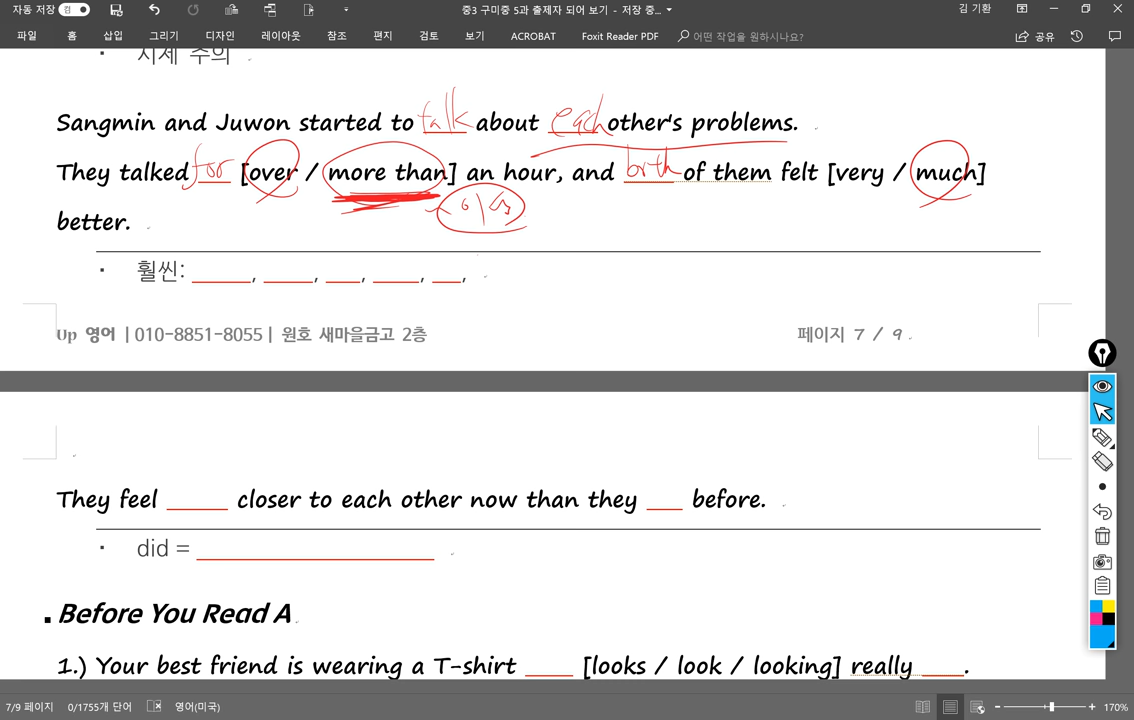 자동 저장 컴 중3 구미중 5과 출제자 되어 보기 - 저장 중... 김 기환
파일 홈 삽입 그리기 디자인 레이아웃 참조 편지 검토 보기 ACROBAT Foxit Reader PDF 어떤 작업을 원하시나요? 공유
· 시제 주의
Sangmin and Juwon started to talk about each other's problems.
They talked for [over / more than] an hour, and both of them felt [very / much]
better.
· 훨씬: _____, _____, ___, ____, ___,
Up 영어 | 010-8851-8055 | 원호 새마을금고 2층 페이지 7 / 9
They feel _____ closer to each other now than they ___ before.
· did = ____________________
. Before You Read A
1.) Your best friend is wearing a T-shirt ____ [looks / look / looking] really ____.
7/9 페이지 0/1755개 단어 영어(미국) 170%